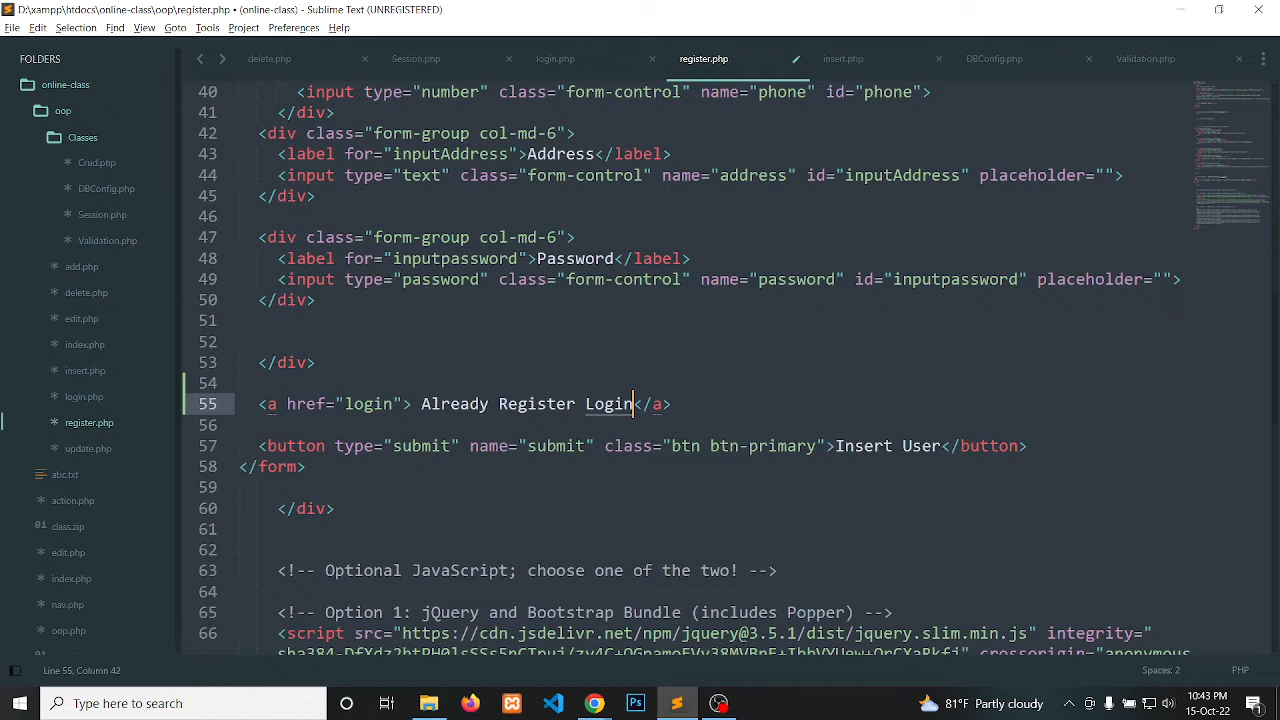 D:\xampp\htdocs\online-class\oop\register.php • (online-class) - Sublime Text (UNREGISTERED)
File Edit Selection Find View Goto Tools Project Preferences Help
FOLDERS
online-class
oop
Gases
Crud.php
DBConfig.php
Session.php
Validation.php
add.php
delete.php
edit.php
index.php
insert.php
login.php
register.php
update.php
abc.txt
action.php
class.zip
edit.php
index.php
nav.php
oop.php
delete.php Session.php login.php register.php insert.php DBConfig.php Validation.php
40 <input type="number" class="form-control" name="phone" id="phone">
41 </div>
42 <div class="form-group col-md-6">
43 <label for="inputAddress">Address</label>
44 <input type="text" class="form-control" name="address" id="inputAddress" placeholder="">
45 </div>
46
47 <div class="form-group col-md-6">
48 <label for="inputpassword">Password</label>
49 <input type="password" class="form-control" name="password" id="inputpassword" placeholder="">
50 </div>
51
52
53 </div>
54
55 <a href="login"> Already Register Login</a>
56
57 <button type="submit" name="submit" class="btn btn-primary">Insert User</button>
58 </form>
59
60 </div>
61
62
63 <!-- Optional JavaScript; choose one of the two! -->
64
65 <!-- Option 1: jQuery and Bootstrap Bundle (includes Popper) -->
66 <script src="https://cdn.jsdelivr.net/npm/jquery@3.5.1/dist/jquery.slim.min.js" integrity="
crossorigin="anonymous
Line 55, Column 42 Spaces: 2 PHP
Type here to search
81°F Partly cloudy
10:43 PM
15-Oct-22